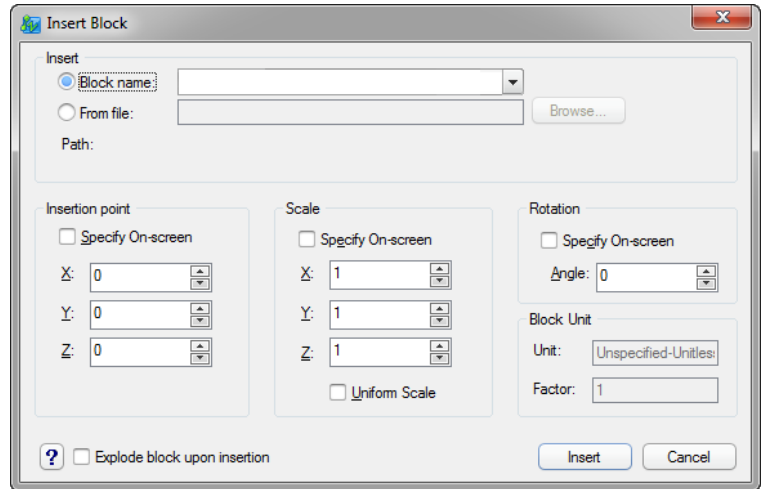 Insert Block
Insert
Block name:
From file:
Browse...
Path:
Insertion point
Specify On-screen
X: 0
Y: 0
Z: 0
Scale
Specify On-screen
X: 1
Y: 1
Z: 1
Uniform Scale
Rotation
Specify On-screen
Angle: 0
Block Unit
Unit: Unspecified-Unitles
Factor: 1
? Explode block upon insertion
Insert
Cancel